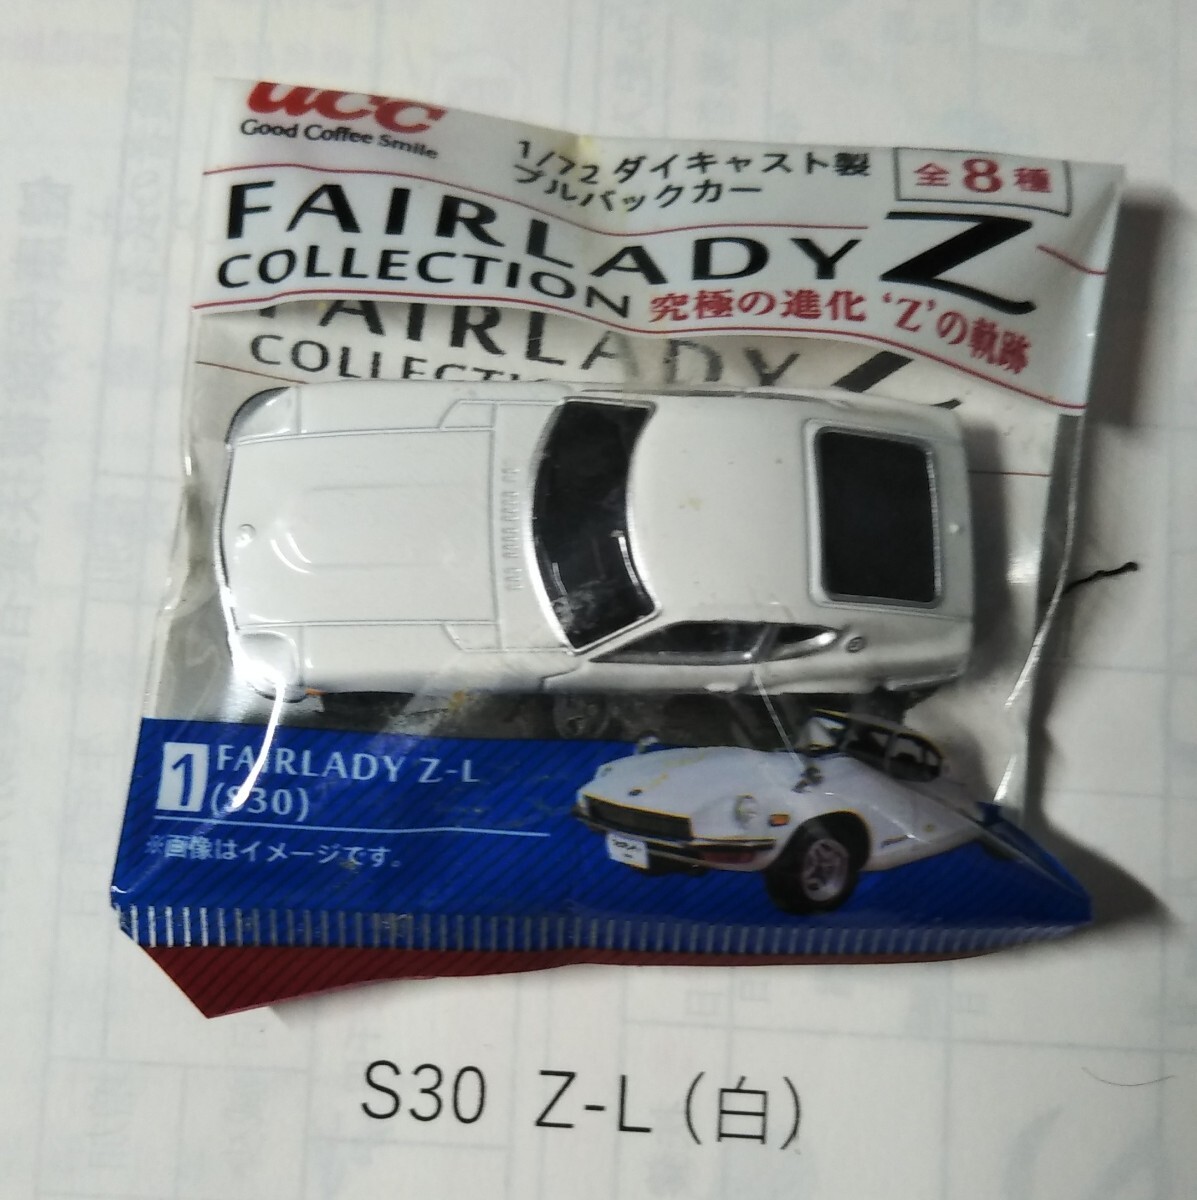 ucc
Good Coffee Smile
1/72 ダイキャスト製
プルバックカー
全8種
FAIRLADY Z
COLLECTION 究極の進化 ‘Z’の軌跡
FAIRLADY Z
COLLECTI
1 FAIRLADY Z-L
(S30)
※画像はイメージです。
S30 Z-L (白)